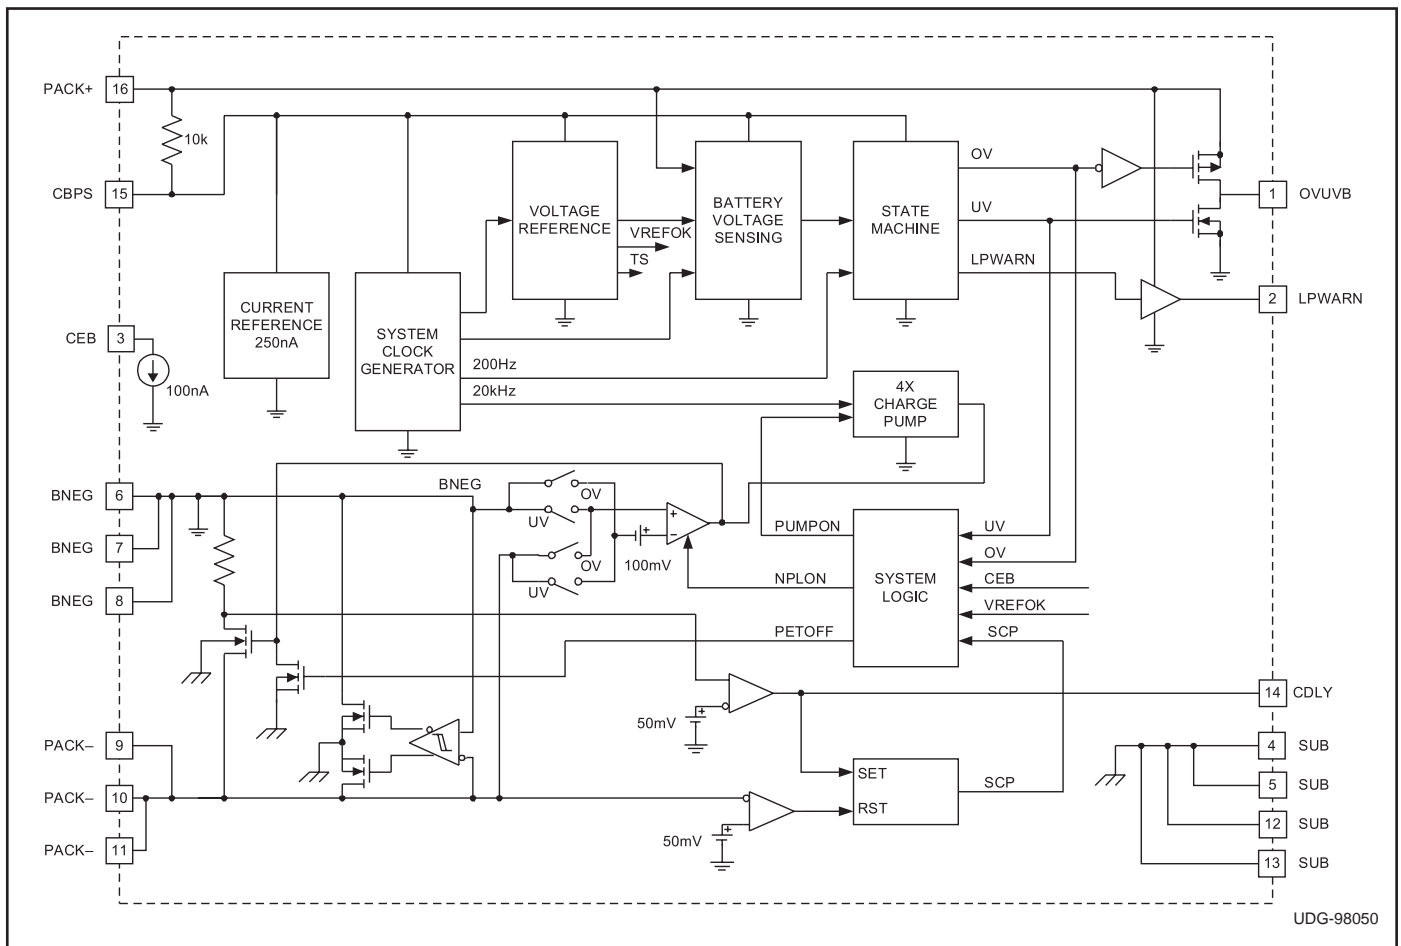 PACK+
16
10k
CBPS
15
CEB
3
100nA
CURRENT
REFERENCE
250nA
SYSTEM
CLOCK
GENERATOR
VOLTAGE
REFERENCE
VREFOK
TS
BATTERY
VOLTAGE
SENSING
STATE
MACHINE
OV
UV
LPWARN
1
OVUVB
2
LPWARN
200Hz
20kHz
4X
CHARGE
PUMP
BNEG
6
BNEG
7
BNEG
8
BNEG
OV
UV
OV
UV
100mV
+
–
+
PUMPON
NPLON
PETOFF
SYSTEM
LOGIC
UV
OV
CEB
VREFOK
SCP
50mV
+
14
CDLY
PACK–
9
PACK–
10
PACK–
11
SET
RST
SCP
50mV
+
4
SUB
5
SUB
12
SUB
13
SUB
UDG-98050